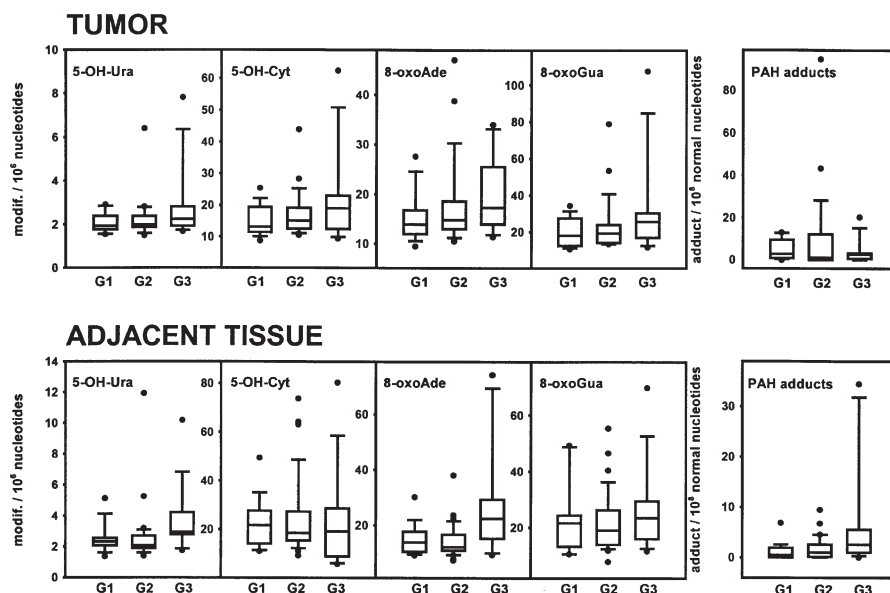 TUMOR
modif. / 10⁶ nucleotides
10
8
6
4
2
0
5-OH-Ura
G1 G2 G3
60
50
40
30
20
10
5-OH-Cyt
G1 G2 G3
40
30
20
10
8-oxoAde
G1 G2 G3
100
80
60
40
20
8-oxoGua
G1 G2 G3
adduct / 10⁸ normal nucleotides
80
60
40
20
0
PAH adducts
G1 G2 G3
ADJACENT TISSUE
modif. / 10⁶ nucleotides
14
12
10
8
6
4
2
0
5-OH-Ura
G1 G2 G3
80
60
40
20
5-OH-Cyt
G1 G2 G3
60
40
20
8-oxoAde
G1 G2 G3
60
40
20
8-oxoGua
G1 G2 G3
adduct / 10⁸ normal nucleotides
30
20
10
0
PAH adducts
G1 G2 G3